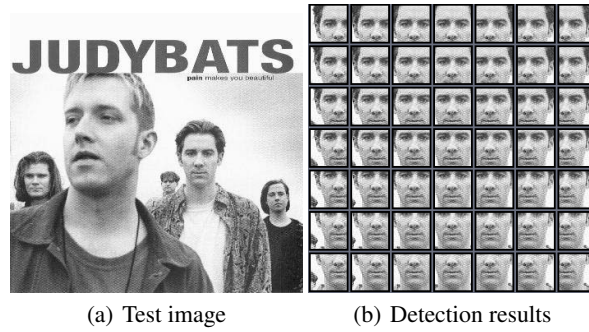 JUDYBATS
pain makes you beautiful
(a) Test image
(b) Detection results